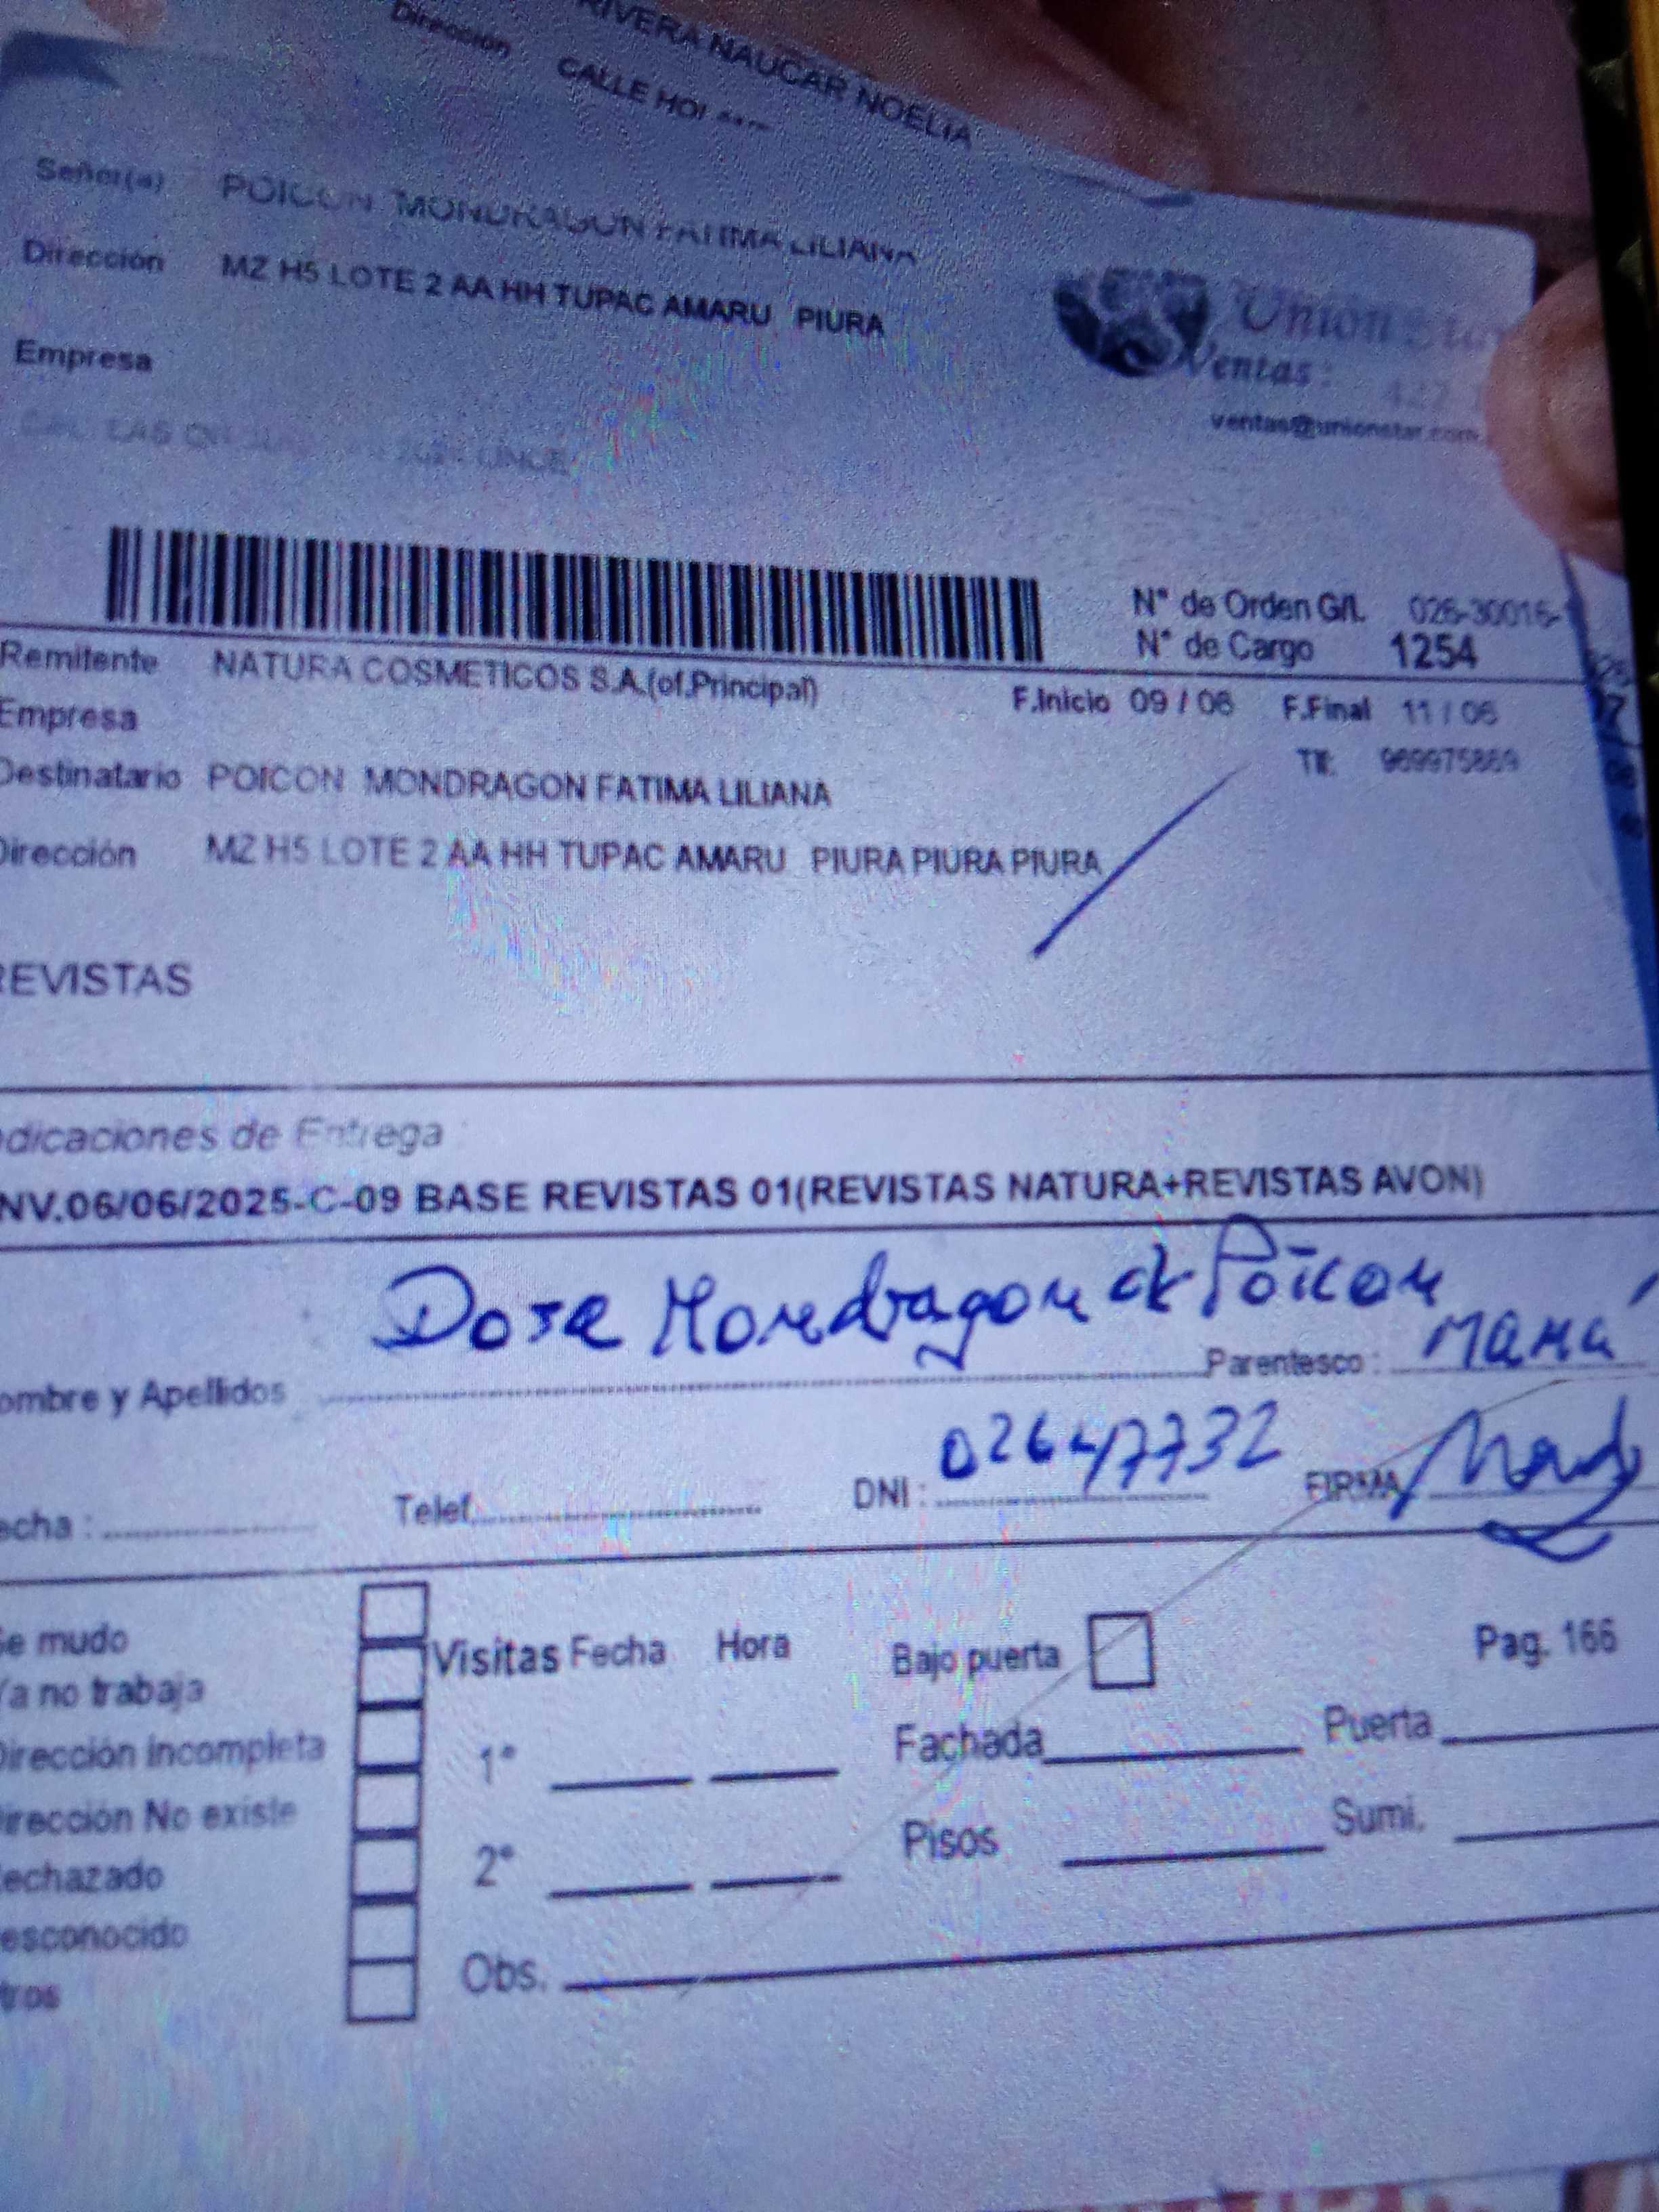 RIVERA NAUCAR NOELIA
Dirección CALLE
Señor(a) POICON MONDRAGON FATIMA LILIANA
Dirección MZ H5 LOTE 2 AA HH TUPAC AMARU PIURA
Union
Ventas:
Empresa
ventas@unionstar.com
N° de Orden G/L 026-30016-
N° de Cargo 1254
Remitente NATURA COSMETICOS S.A.(of.Principal)
F.Inicio 09 / 06 F.Final 11 / 06
Empresa
Tlf: 969975869
Destinatario POICON MONDRAGON FATIMA LILIANA
Dirección MZ H5 LOTE 2 AA HH TUPAC AMARU PIURA PIURA PIURA
REVISTAS
dicaciones de Entrega
NV.06/06/2025-C-09 BASE REVISTAS 01(REVISTAS NATURA+REVISTAS AVON)
Mondragon de Poicon
ombre y Apellidos Parentesco: Mamá
echa: Telef. DNI: 02647732 FIRMA
Se mudo
Ya no trabaja
Dirección Incompleta
irección No existe
echazado
esconocido
tros
Visitas Fecha Hora
1ª
2ª
Obs.
Bajo puerta
Pag. 166
Fachada Puerta
Pisos Sumi.